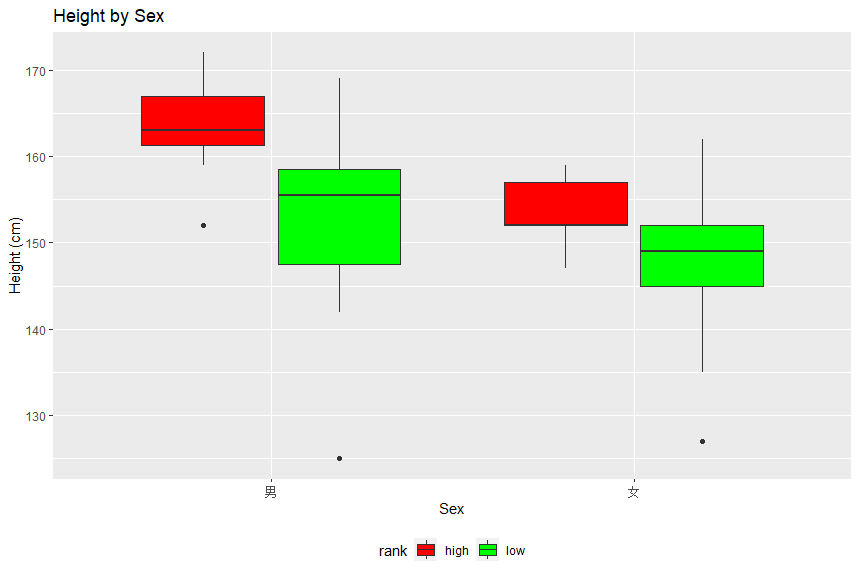 Height by Sex
Height (cm)
170
160
150
140
130
男 女
Sex
rank high low